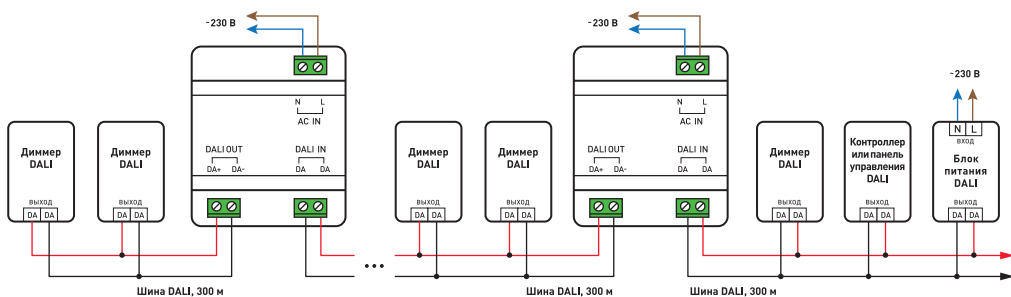 ~230 В
N L
AC IN
DALI OUT DALI IN
DA+ DA- DA DA
~230 В
N L
AC IN
DALI OUT DALI IN
DA+ DA- DA DA
Диммер
DALI
ВЫХОД
DA DA
Диммер
DALI
ВЫХОД
DA DA
Диммер
DALI
ВЫХОД
DA DA
Диммер
DALI
ВЫХОД
DA DA
Диммер
DALI
ВЫХОД
DA DA
Контроллер
или панель
управления
DALI
ВЫХОД
DA DA
~230 В
N L
ВХОД
Блок
питания
DALI
ВЫХОД
DA DA
Шина DALI, 300 м
...
Шина DALI, 300 м
Шина DALI, 300 м